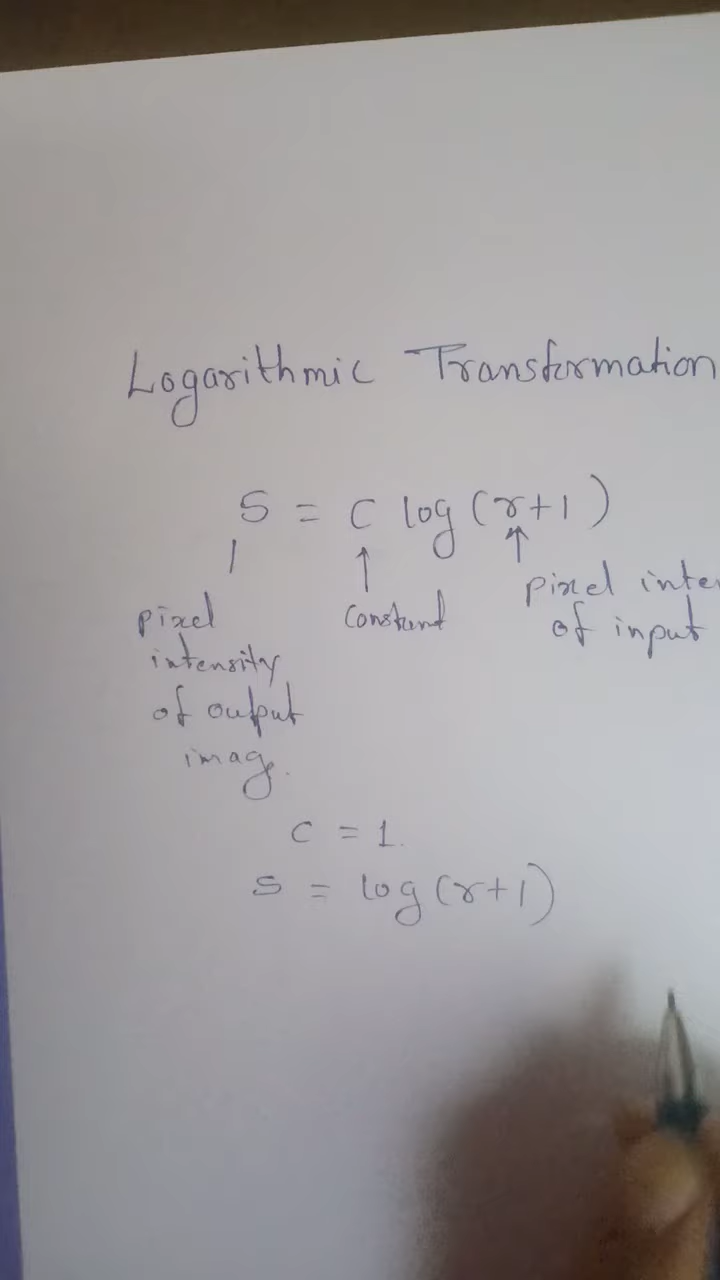 Logarithmic Transformation
S = C log (r+1)
pixel intensity of output imag.
Constant
pixel inte
of input
C = 1.
S = log (r+1)